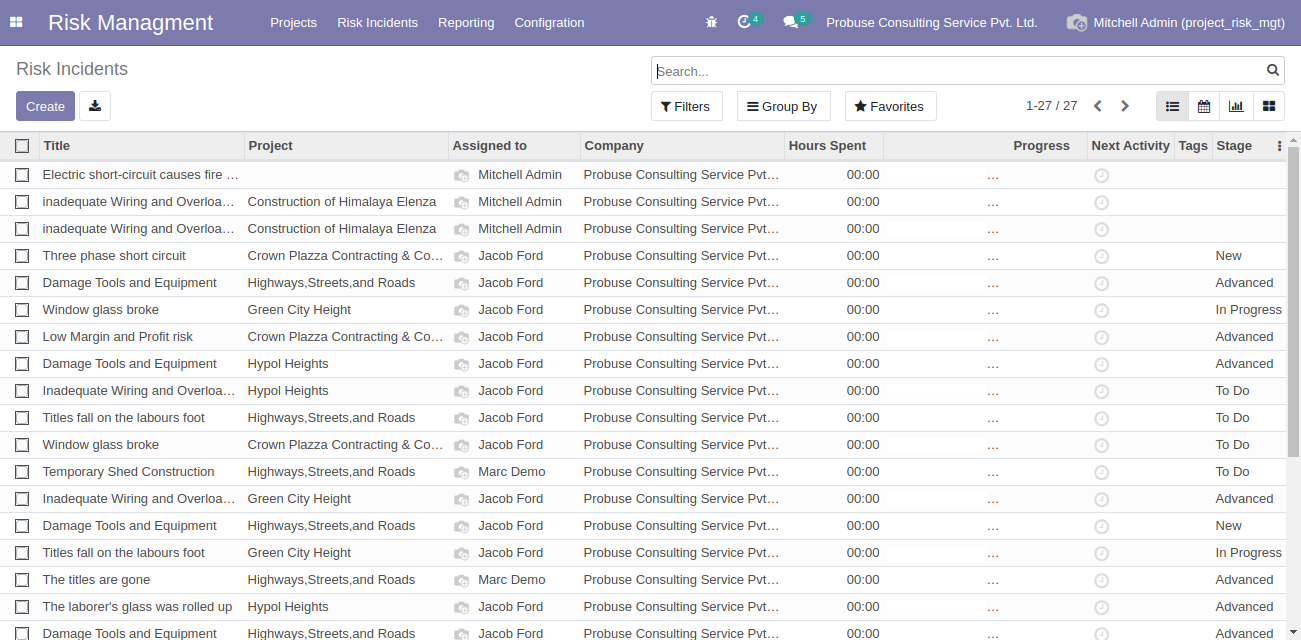 Risk Managment Projects Risk Incidents Reporting Configration 4 5 Probuse Consulting Service Pvt. Ltd. Mitchell Admin (project_risk_mgt)
Risk Incidents Search...
Create Filters Group By Favorites 1-27 / 27
Title Project Assigned to Company Hours Spent Progress Next Activity Tags Stage
Electric short-circuit causes fire … Mitchell Admin Probuse Consulting Service Pvt… 00:00 …
inadequate Wiring and Overloa… Construction of Himalaya Elenza Mitchell Admin Probuse Consulting Service Pvt… 00:00 …
inadequate Wiring and Overloa… Construction of Himalaya Elenza Mitchell Admin Probuse Consulting Service Pvt… 00:00 …
Three phase short circuit Crown Plazza Contracting & Co… Jacob Ford Probuse Consulting Service Pvt… 00:00 … New
Damage Tools and Equipment Highways,Streets,and Roads Jacob Ford Probuse Consulting Service Pvt… 00:00 … Advanced
Window glass broke Green City Height Jacob Ford Probuse Consulting Service Pvt… 00:00 … In Progress
Low Margin and Profit risk Crown Plazza Contracting & Co… Jacob Ford Probuse Consulting Service Pvt… 00:00 … Advanced
Damage Tools and Equipment Hypol Heights Jacob Ford Probuse Consulting Service Pvt… 00:00 … Advanced
Inadequate Wiring and Overloa… Hypol Heights Jacob Ford Probuse Consulting Service Pvt… 00:00 … To Do
Titles fall on the labours foot Highways,Streets,and Roads Jacob Ford Probuse Consulting Service Pvt… 00:00 … To Do
Window glass broke Crown Plazza Contracting & Co… Jacob Ford Probuse Consulting Service Pvt… 00:00 … To Do
Temporary Shed Construction Highways,Streets,and Roads Marc Demo Probuse Consulting Service Pvt… 00:00 … To Do
Inadequate Wiring and Overloa… Green City Height Jacob Ford Probuse Consulting Service Pvt… 00:00 … Advanced
Damage Tools and Equipment Highways,Streets,and Roads Jacob Ford Probuse Consulting Service Pvt… 00:00 … New
Titles fall on the labours foot Green City Height Jacob Ford Probuse Consulting Service Pvt… 00:00 … In Progress
The titles are gone Highways,Streets,and Roads Marc Demo Probuse Consulting Service Pvt… 00:00 … Advanced
The laborer's glass was rolled up Hypol Heights Jacob Ford Probuse Consulting Service Pvt… 00:00 … Advanced
Damage Tools and Equipment Highways,Streets,and Roads Jacob Ford Probuse Consulting Service Pvt… 00:00 … Advanced